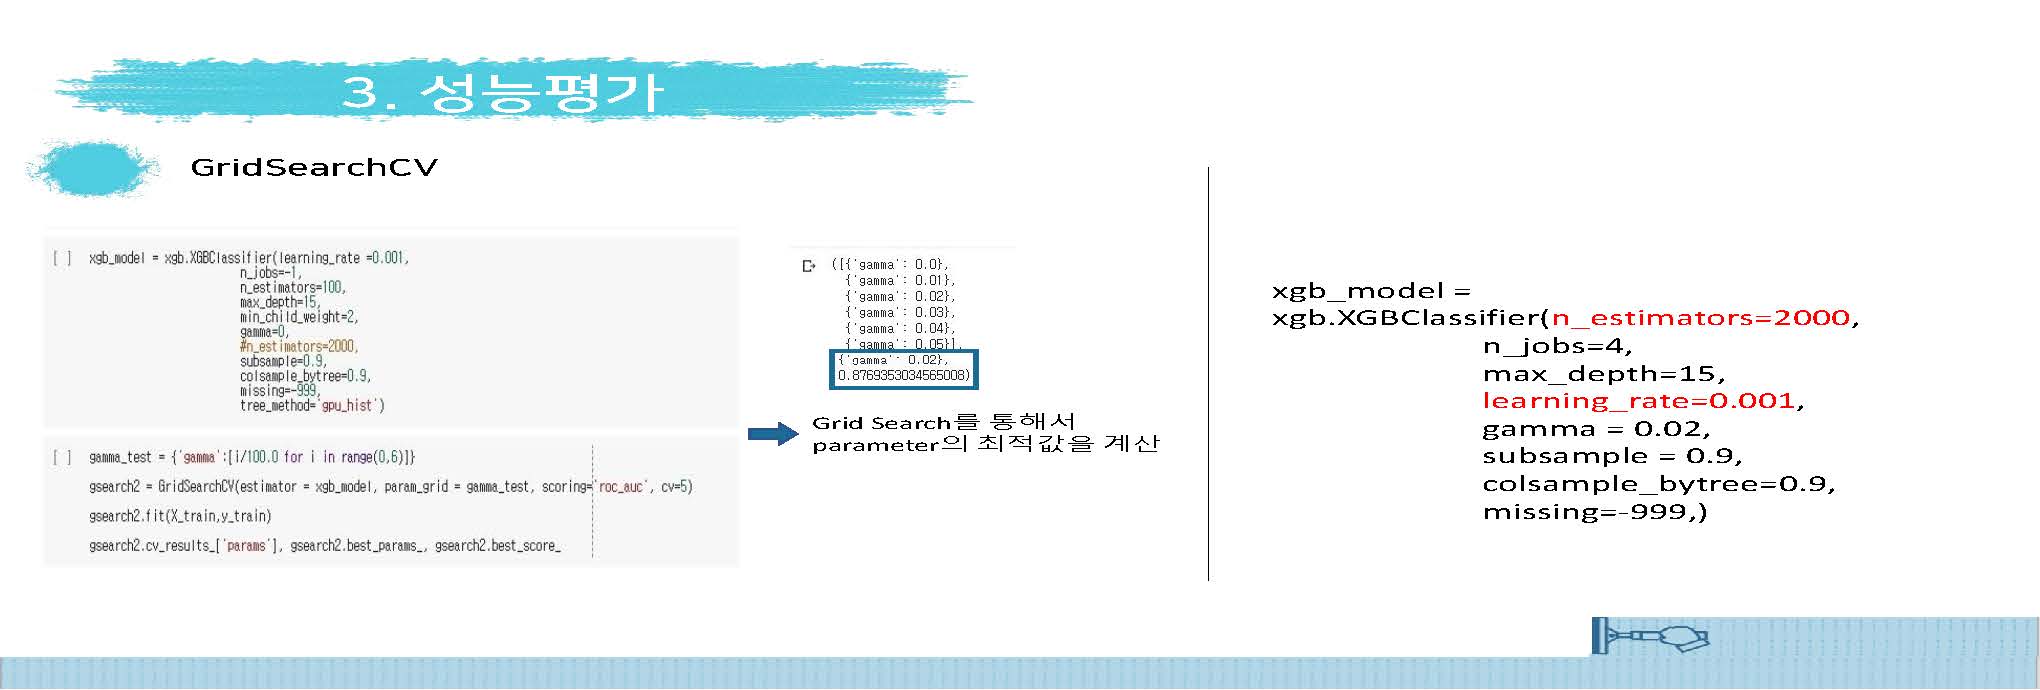 3. 성능평가
GridSearchCV
[ ] xgb_model = xgb.XGBClassifier(learning_rate =0.001,
n_jobs=-1,
n_estimators=100,
max_depth=15,
min_child_weight=2,
gamma=0,
#n_estimators=2000,
subsample=0.9,
colsample_bytree=0.9,
missing=-999,
tree_method='gpu_hist')
[ ] gamma_test = {'gamma':[i/100.0 for i in range(0,6)]}
gsearch2 = GridSearchCV(estimator = xgb_model, param_grid = gamma_test, scoring='roc_auc', cv=5)
gsearch2.fit(X_train,y_train)
gsearch2.cv_results_['params'], gsearch2.best_params_, gsearch2.best_score_
([{'gamma': 0.0},
{'gamma': 0.01},
{'gamma': 0.02},
{'gamma': 0.03},
{'gamma': 0.04},
{'gamma': 0.05}],
{'gamma': 0.02},
0.8769353034565008)
Grid Search를 통해서
parameter의 최적값을 계산
xgb_model =
xgb.XGBClassifier(n_estimators=2000,
n_jobs=4,
max_depth=15,
learning_rate=0.001,
gamma = 0.02,
subsample = 0.9,
colsample_bytree=0.9,
missing=-999,)